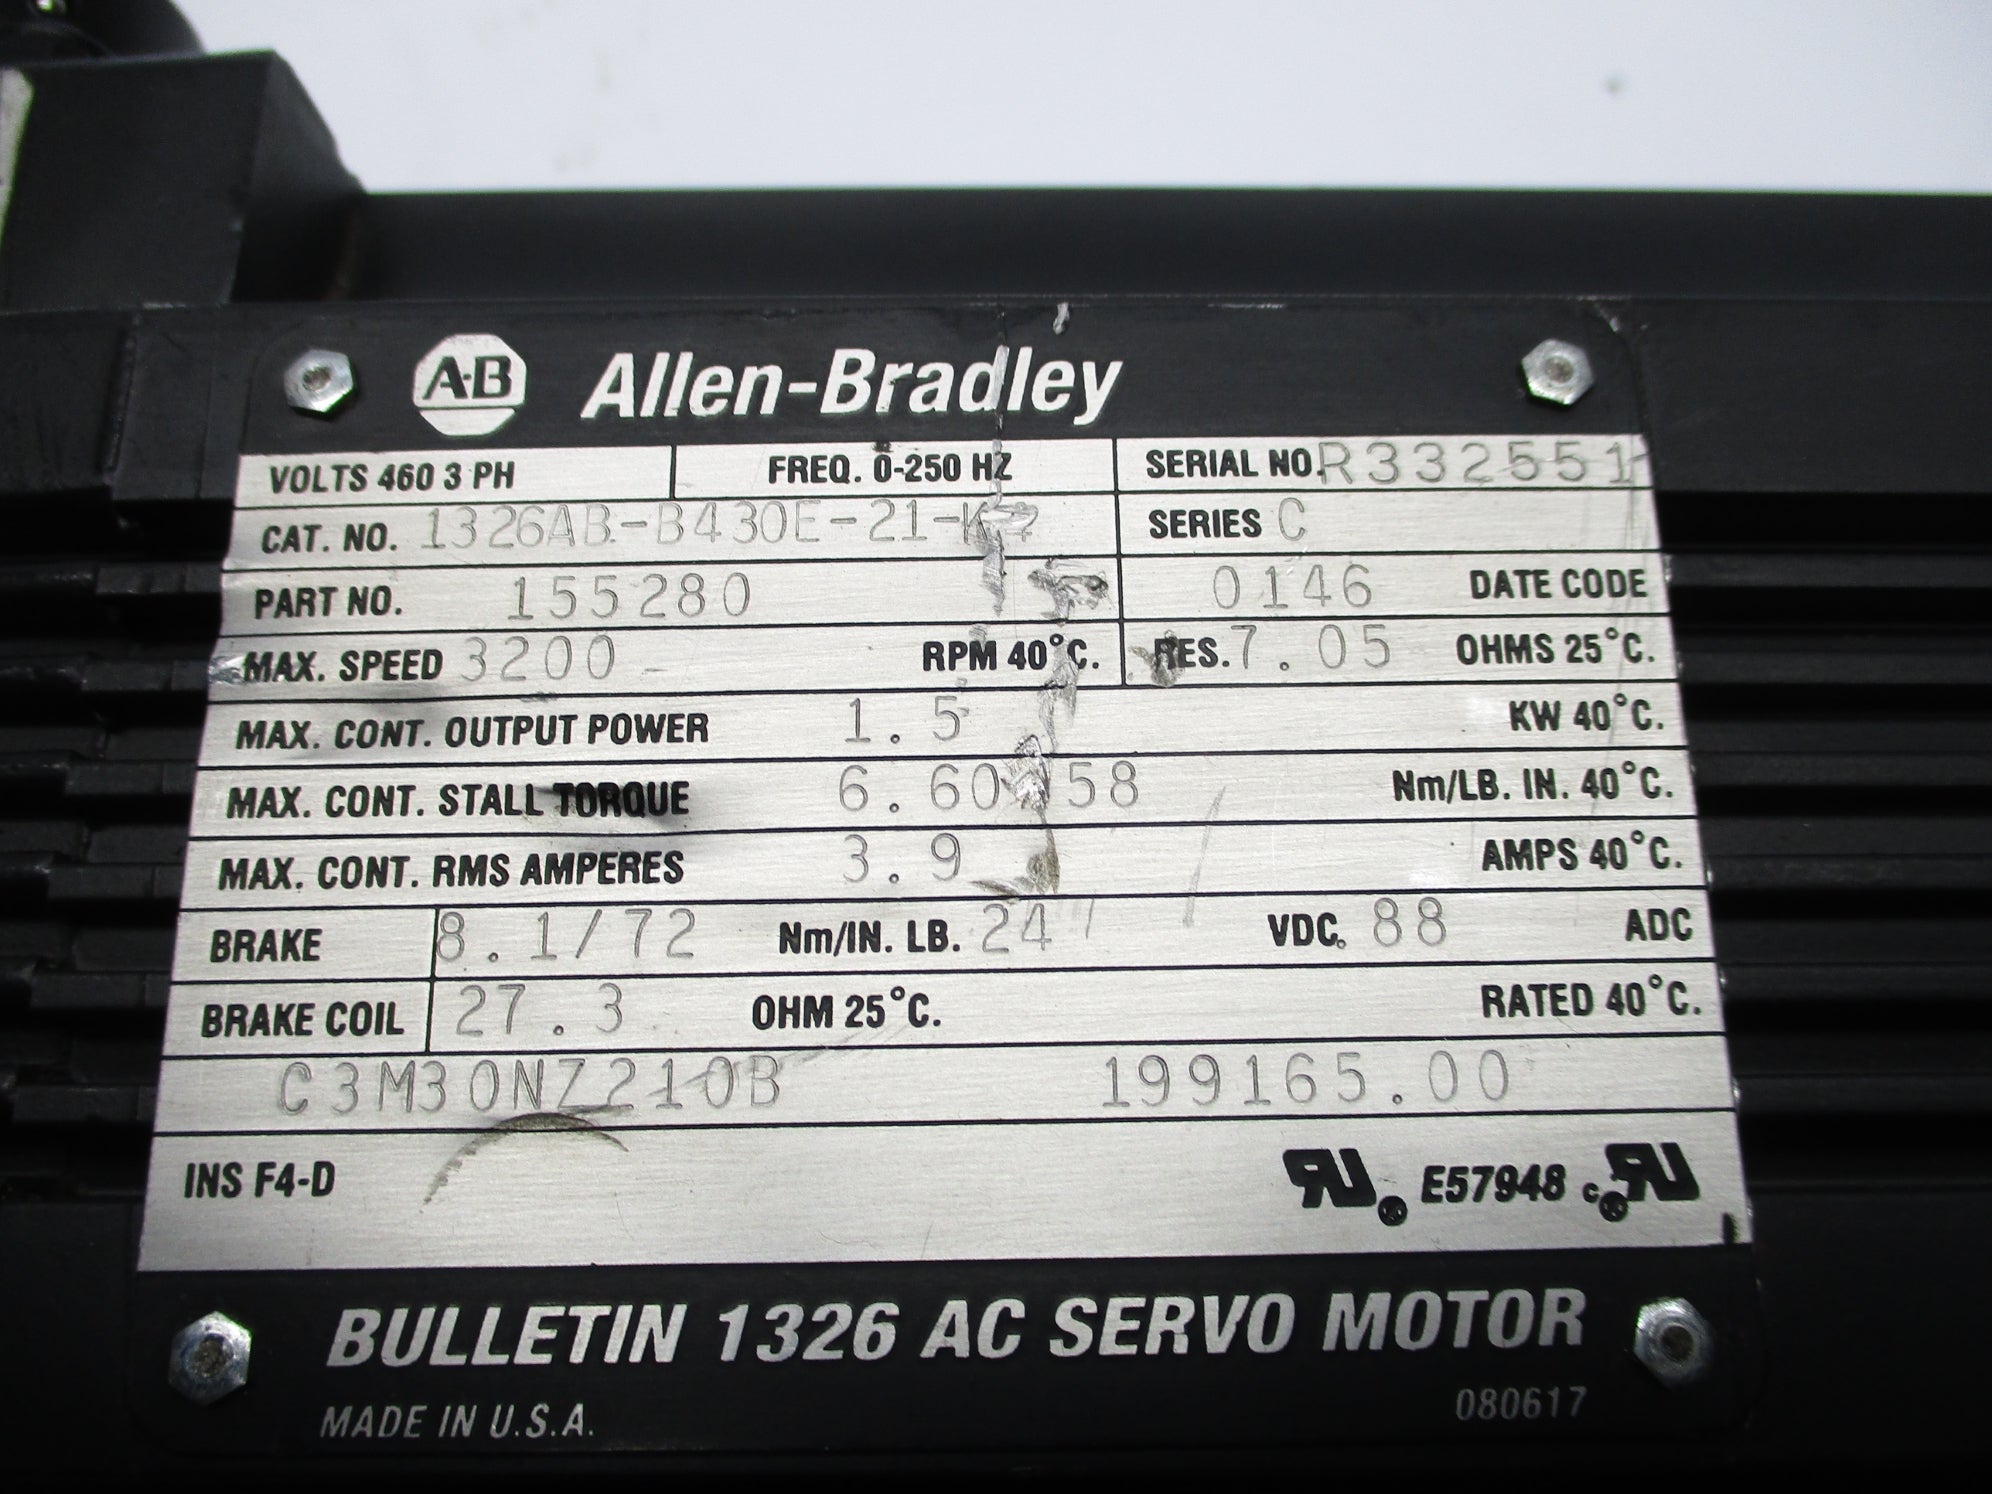 A-B Allen-Bradley
VOLTS 460 3 PH FREQ. 0-250 HZ SERIAL NO. R332551
CAT. NO. 1326AB-B430E-21- SERIES C
PART NO. 155280 0146 DATE CODE
MAX. SPEED 3200 RPM 40°C. RES. 7.05 OHMS 25°C.
MAX. CONT. OUTPUT POWER 1.5 KW 40°C.
MAX. CONT. STALL TORQUE 6.60 58 Nm/LB. IN. 40°C.
MAX. CONT. RMS AMPERES 3.9 AMPS 40°C.
BRAKE 8.1/72 Nm/IN. LB. 24 VDC. 88 ADC
BRAKE COIL 27.3 OHM 25°C. RATED 40°C.
C3M30NZ210B 199165.00
INS F4-D RU ® E57948 c ® RU
BULLETIN 1326 AC SERVO MOTOR
MADE IN U.S.A. 080617